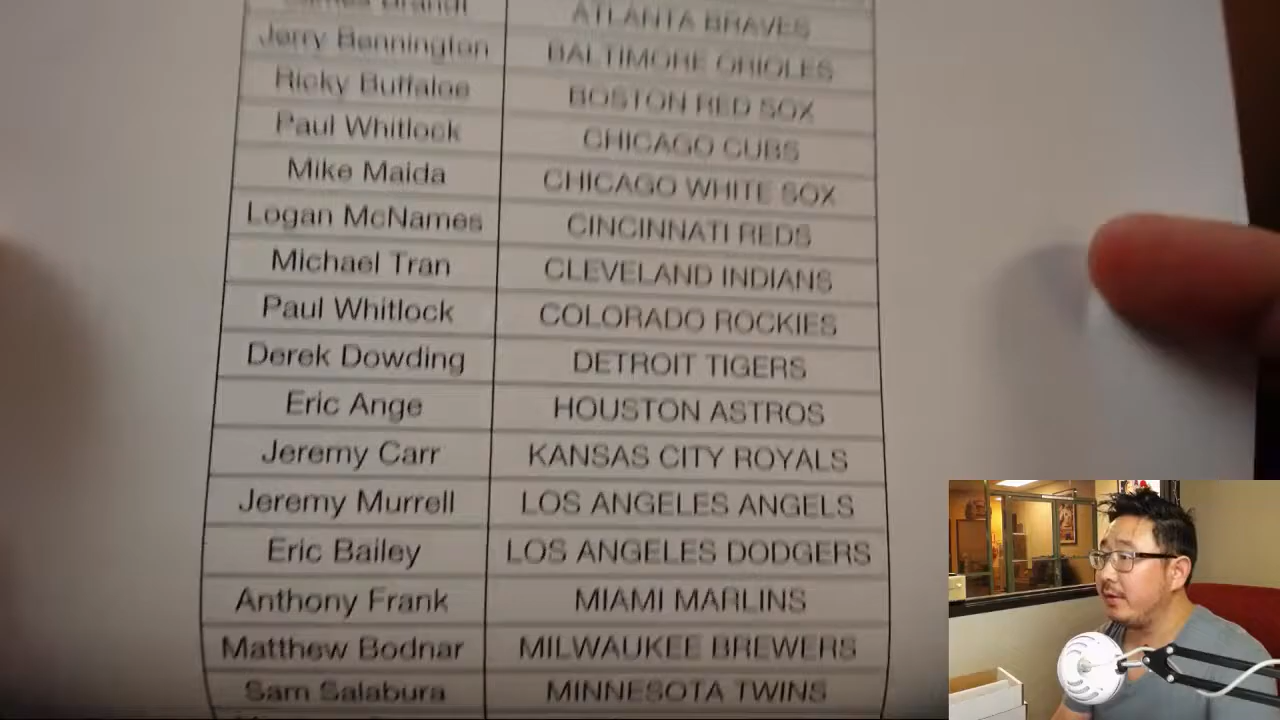 Brandt ATLANTA BRAVES
Jerry Bennington BALTIMORE ORIOLES
Ricky Buffaloe BOSTON RED SOX
Paul Whitlock CHICAGO CUBS
Mike Maida CHICAGO WHITE SOX
Logan McNames CINCINNATI REDS
Michael Tran CLEVELAND INDIANS
Paul Whitlock COLORADO ROCKIES
Derek Dowding DETROIT TIGERS
Eric Ange HOUSTON ASTROS
Jeremy Carr KANSAS CITY ROYALS
Jeremy Murrell LOS ANGELES ANGELS
Eric Bailey LOS ANGELES DODGERS
Anthony Frank MIAMI MARLINS
Matthew Bodnar MILWAUKEE BREWERS
Sam Salabura MINNESOTA TWINS